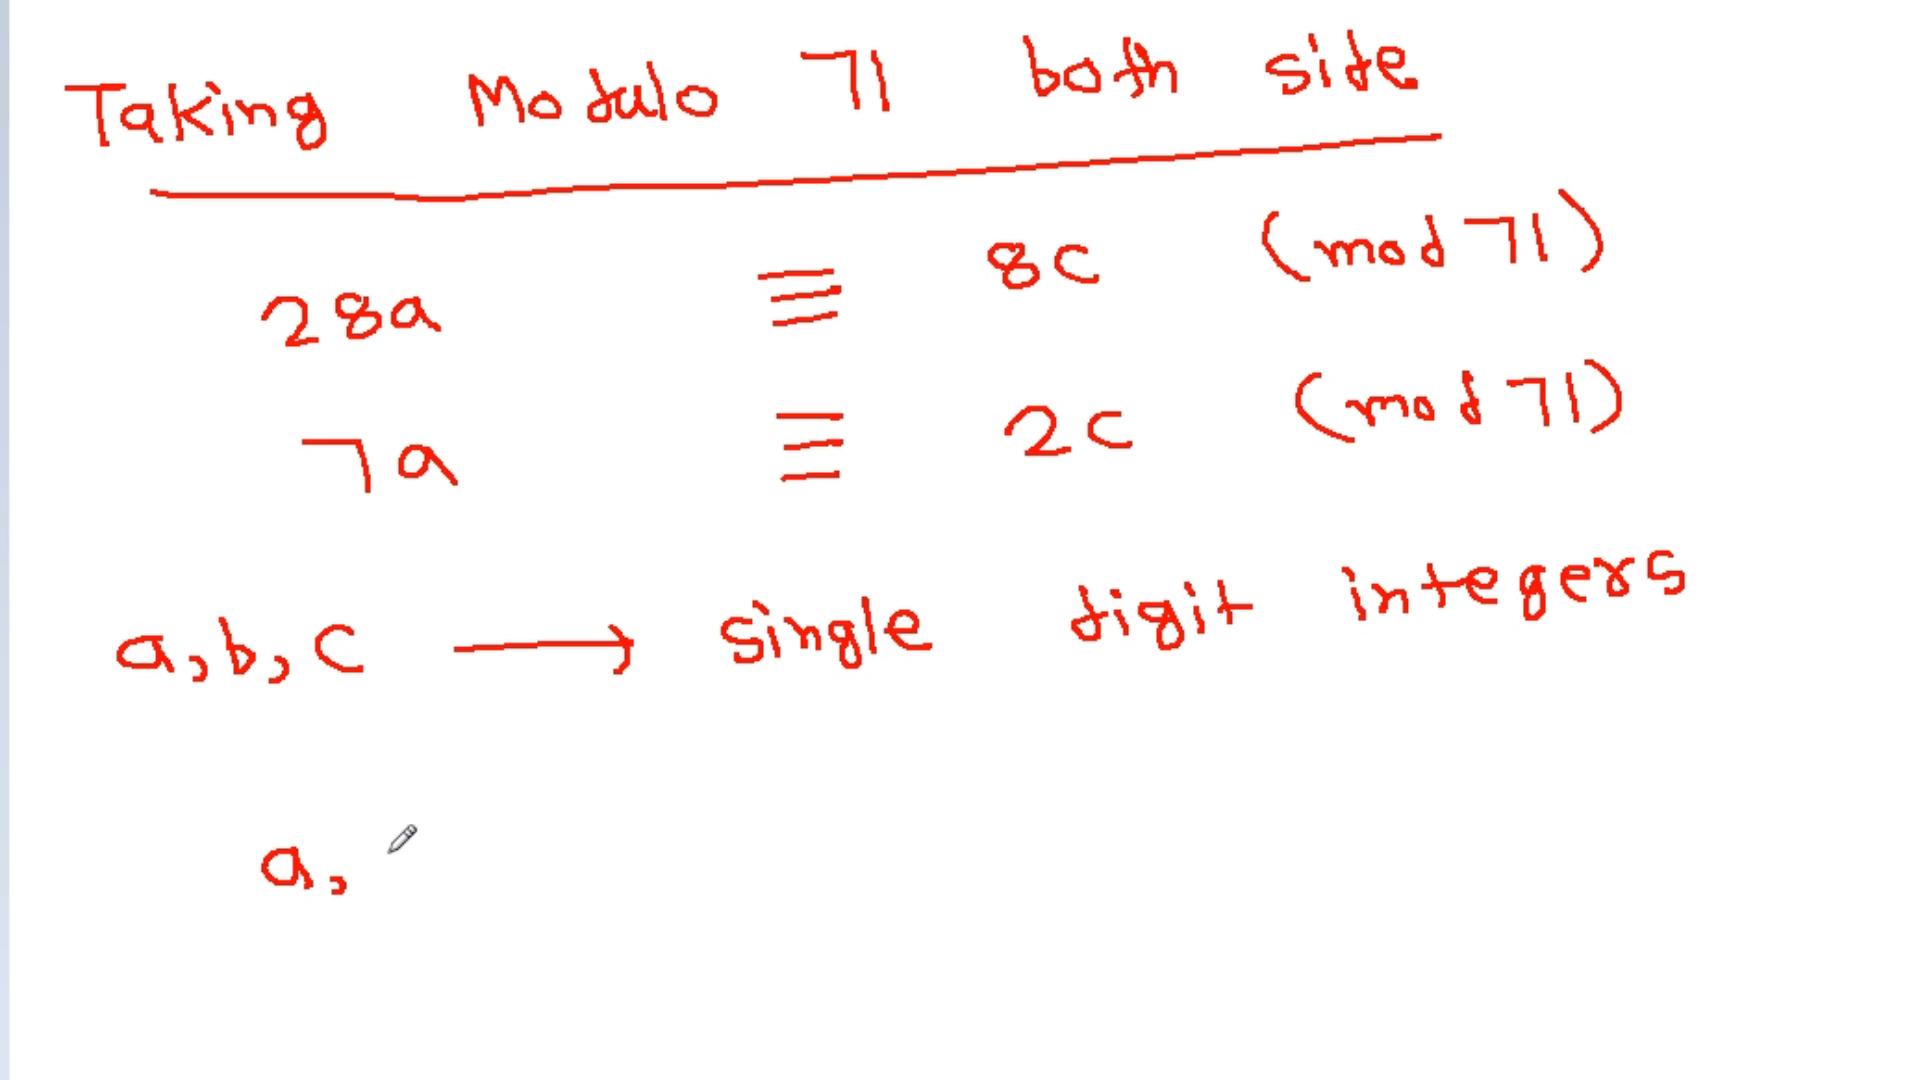 Taking Modulo 71 both side
28a ≡ 8c (mod 71)
7a ≡ 2c (mod 71)
a, b, c → single digit integers
a,